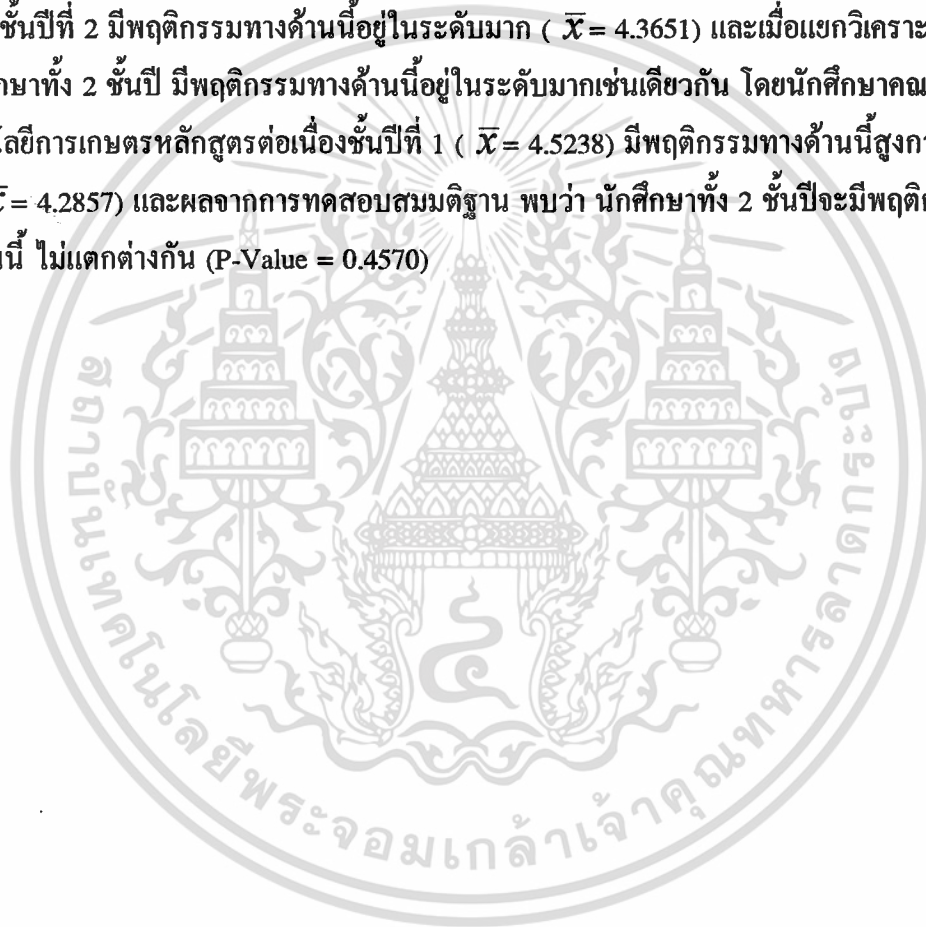 ชั้นปีที่ 2 มีพฤติกรรมทางด้านนี้อยู่ในระดับมาก ( x̄ = 4.3651) และเมื่อแยกวิเคราะ
กษาทั้ง 2 ชั้นปี มีพฤติกรรมทางด้านนี้อยู่ในระดับมากเช่นเดียวกัน โดยนักศึกษาคณ
ลยีการเกษตรหลักสูตรต่อเนื่องชั้นปีที่ 1 ( x̄ = 4.5238) มีพฤติกรรมทางด้านนี้สูงก
x̄ = 4.2857) และผลจากการทดสอบสมมติฐาน พบว่า นักศึกษาทั้ง 2 ชั้นปีจะมีพฤติ
นี้ ไม่แตกต่างกัน (P-Value = 0.4570)
สถาบันเทคโนโลยีพระจอมเกล้าเจ้าคุณทหารลาดกระบัง
๔